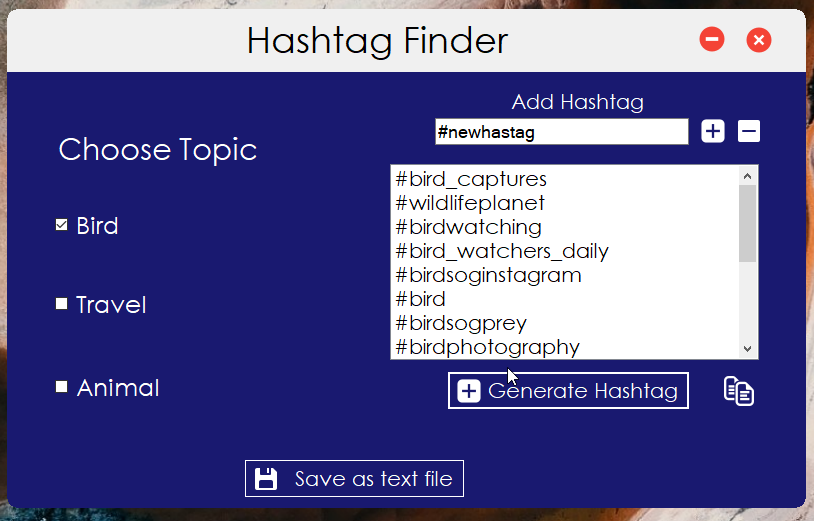 Hashtag Finder
Add Hashtag
#newhastag
Choose Topic
Bird
Travel
Animal
#bird_captures
#wildlifeplanet
#birdwatching
#bird_watchers_daily
#birdsoginstagram
#bird
#birdsogprey
#birdphotography
Generate Hashtag
Save as text file